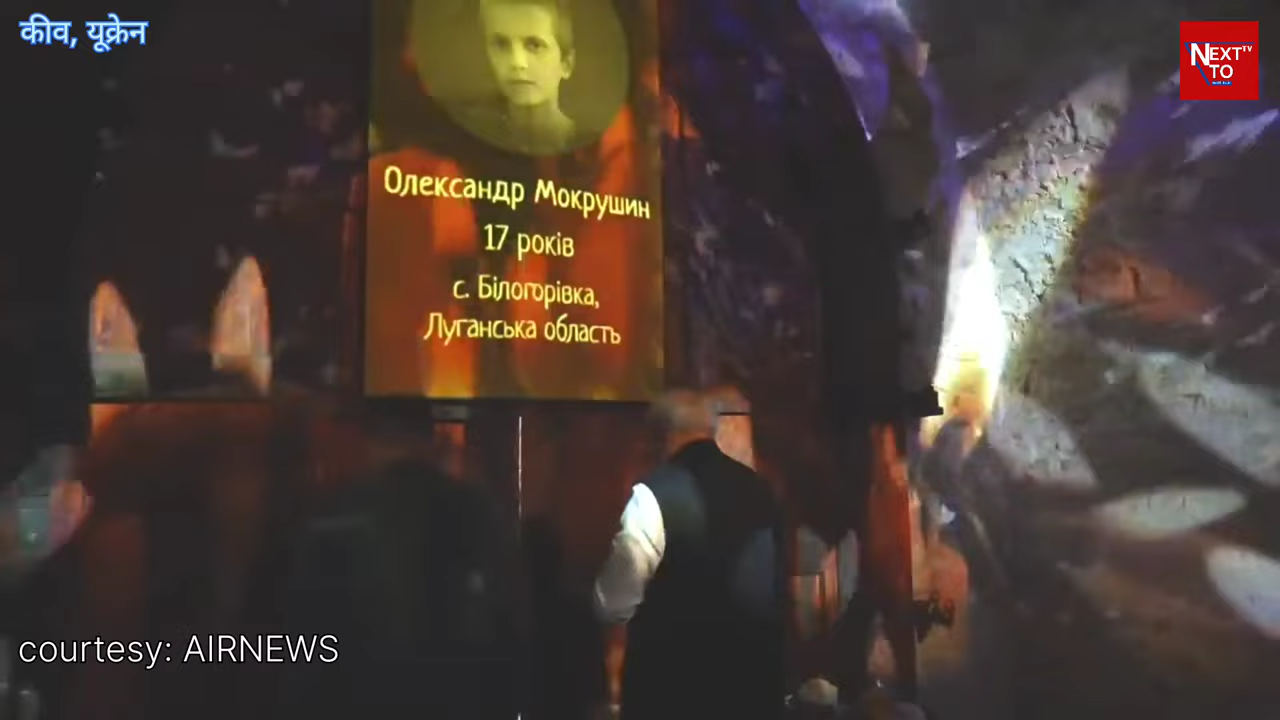 कीव, यूक्रेन
NEXT TV
TO
Олександр Мокрушин
17 років
с. Білогорівка,
Луганська область
courtesy: AIRNEWS